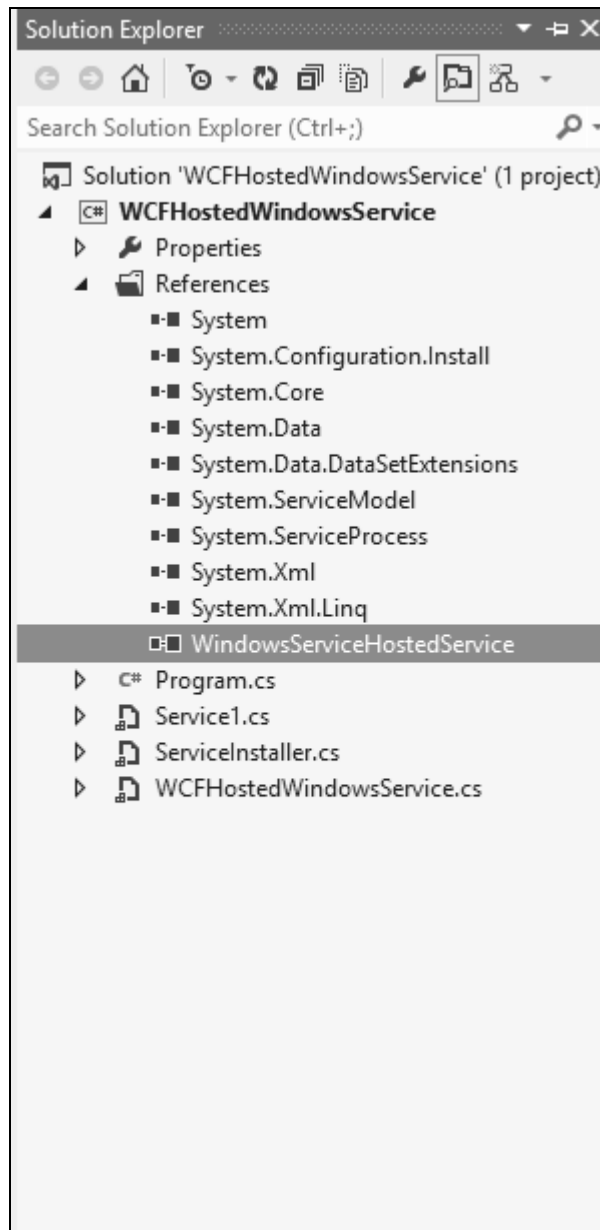 Solution Explorer
Search Solution Explorer (Ctrl+;)
Solution 'WCFHostedWindowsService' (1 project)
C# WCFHostedWindowsService
Properties
References
System
System.Configuration.Install
System.Core
System.Data
System.Data.DataSetExtensions
System.ServiceModel
System.ServiceProcess
System.Xml
System.Xml.Linq
WindowsServiceHostedService
C# Program.cs
Service1.cs
ServiceInstaller.cs
WCFHostedWindowsService.cs